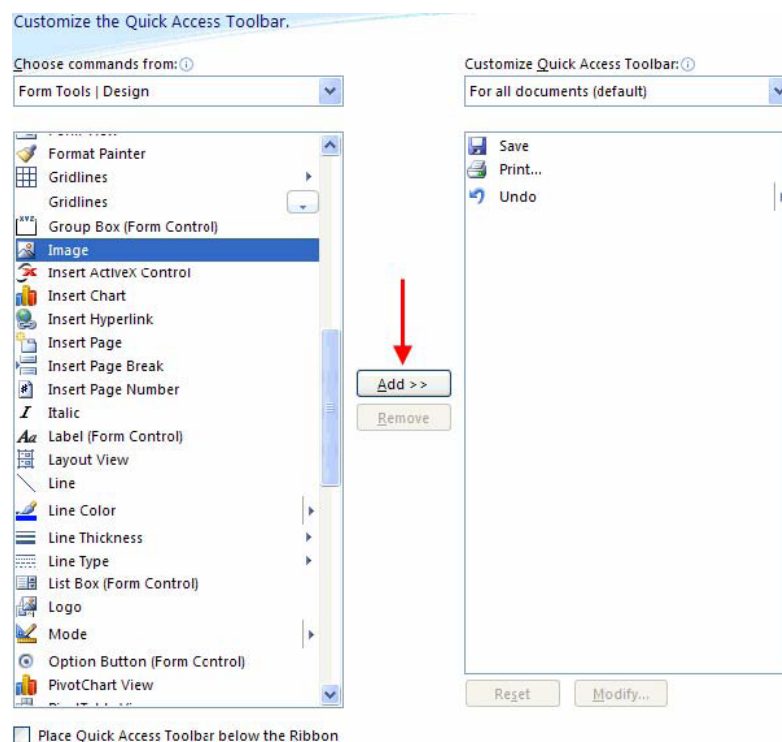 Customize the Quick Access Toolbar.
Choose commands from:
Form Tools | Design
Format Painter
Gridlines
Gridlines
Group Box (Form Control)
Image
Insert ActiveX Control
Insert Chart
Insert Hyperlink
Insert Page
Insert Page Break
Insert Page Number
Italic
Label (Form Control)
Layout View
Line
Line Color
Line Thickness
Line Type
List Box (Form Control)
Logo
Mode
Option Button (Form Control)
PivotChart View
Add >>
Remove
Customize Quick Access Toolbar:
For all documents (default)
Save
Print...
Undo
Reset
Modify...
Place Quick Access Toolbar below the Ribbon